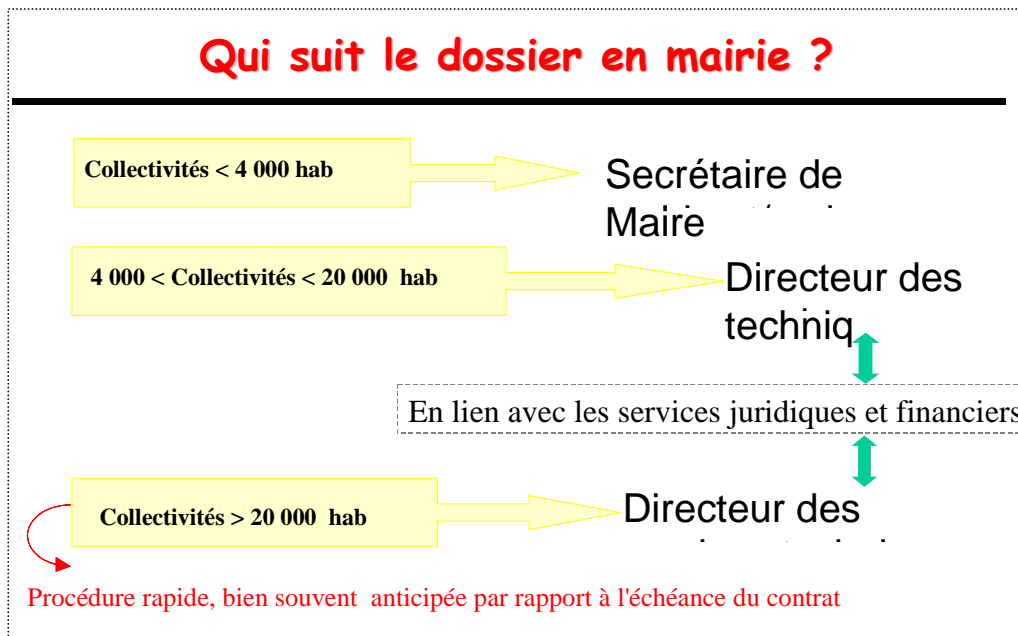 Qui suit le dossier en mairie ?
Collectivités < 4 000 hab
Secrétaire de
Maire
4 000 < Collectivités < 20 000 hab
Directeur des
techniq
En lien avec les services juridiques et financiers
Collectivités > 20 000 hab
Directeur des
Procédure rapide, bien souvent anticipée par rapport à l'échéance du contrat